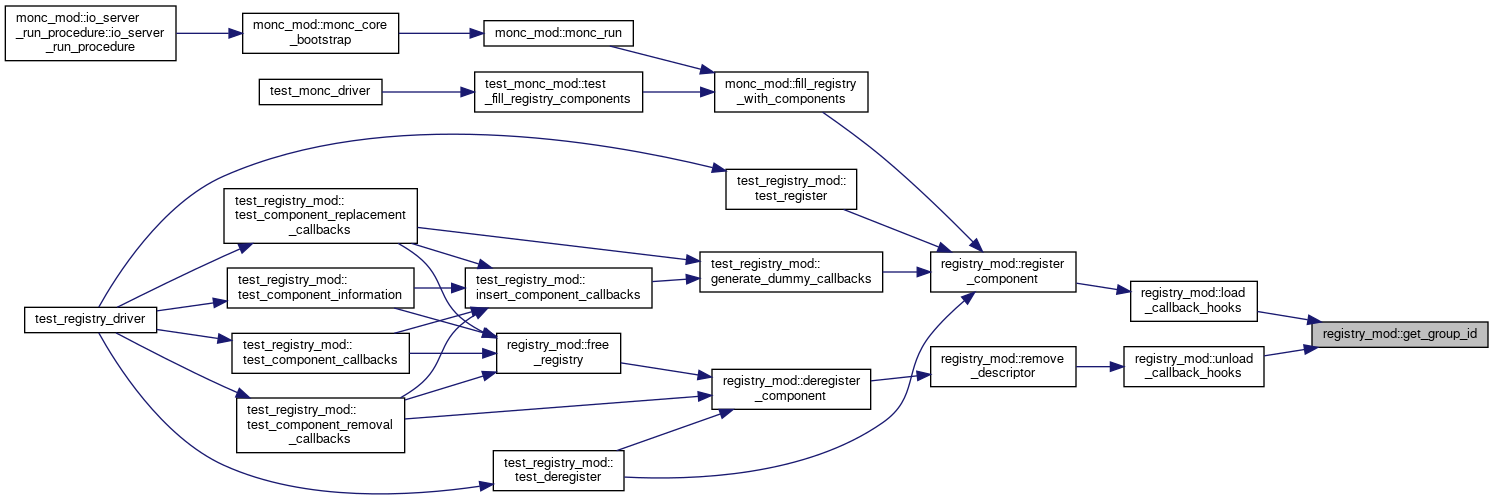 monc_mod::io_server
_run_procedure::io_server
_run_procedure
monc_mod::monc_core
_bootstrap
monc_mod::monc_run
test_monc_driver
test_monc_mod::test
_fill_registry_components
monc_mod::fill_registry
_with_components
test_registry_mod::
test_register
test_registry_mod::
test_component_replacement
_callbacks
test_registry_mod::
test_component_information
test_registry_mod::
insert_component_callbacks
test_registry_mod::
generate_dummy_callbacks
registry_mod::register
_component
registry_mod::load
_callback_hooks
registry_mod::get_group_id
test_registry_driver
test_registry_mod::
test_component_callbacks
registry_mod::free
_registry
registry_mod::remove
_descriptor
registry_mod::unload
_callback_hooks
registry_mod::deregister
_component
test_registry_mod::
test_component_removal
_callbacks
test_registry_mod::
test_deregister